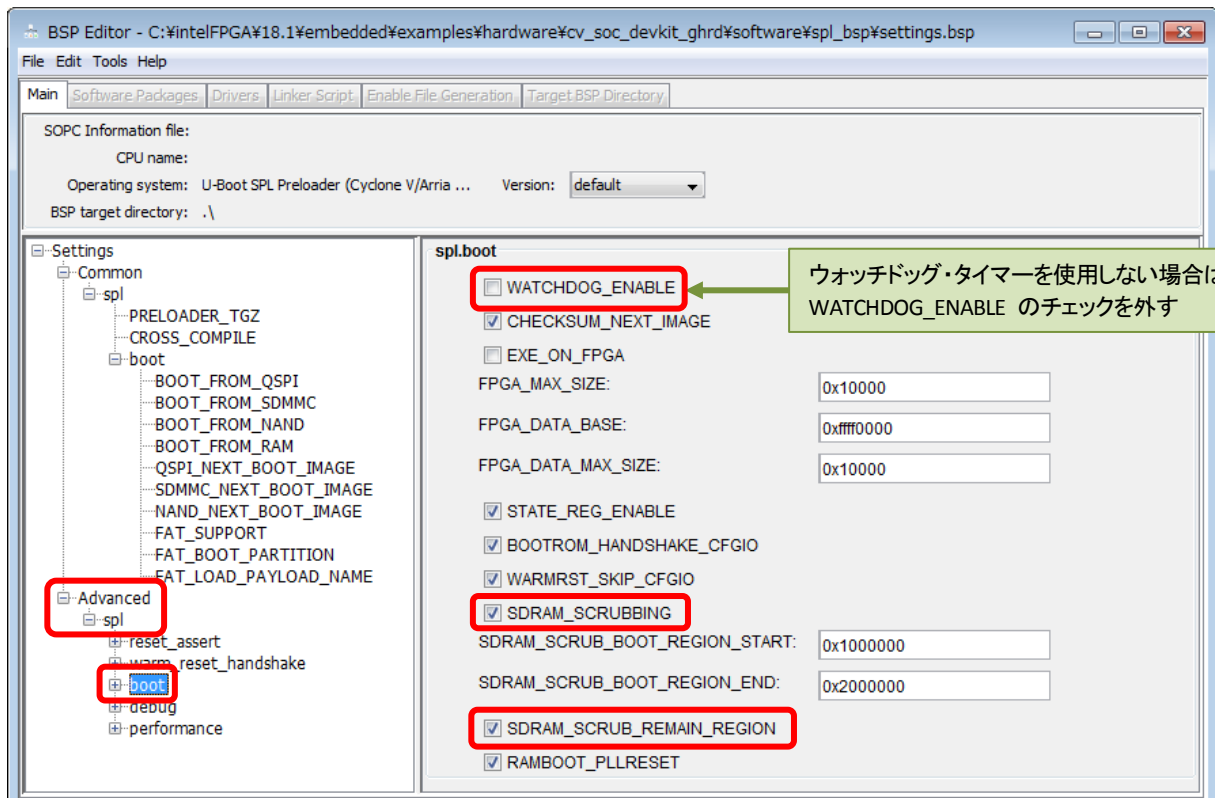 BSP Editor - C:¥intelFPGA¥18.1¥embedded¥examples¥hardware¥cv_soc_devkit_ghrd¥software¥spl_bsp¥settings.bsp
File Edit Tools Help
Main Software Packages Drivers Linker Script Enable File Generation Target BSP Directory
SOPC Information file:
CPU name:
Operating system: U-Boot SPL Preloader (Cyclone V/Arria ... Version: default
BSP target directory: .\
Settings
Common
spl
PRELOADER_TGZ
CROSS_COMPILE
boot
BOOT_FROM_QSPI
BOOT_FROM_SDMMC
BOOT_FROM_NAND
BOOT_FROM_RAM
QSPI_NEXT_BOOT_IMAGE
SDMMC_NEXT_BOOT_IMAGE
NAND_NEXT_BOOT_IMAGE
FAT_SUPPORT
FAT_BOOT_PARTITION
FAT_LOAD_PAYLOAD_NAME
Advanced
spl
reset_assert
warm_reset_handshake
boot
debug
performance
spl.boot
WATCHDOG_ENABLE
ウォッチドッグ・タイマーを使用しない場合は
WATCHDOG_ENABLE のチェックを外す
CHECKSUM_NEXT_IMAGE
EXE_ON_FPGA
FPGA_MAX_SIZE: 0x10000
FPGA_DATA_BASE: 0xffff0000
FPGA_DATA_MAX_SIZE: 0x10000
STATE_REG_ENABLE
BOOTROM_HANDSHAKE_CFGIO
WARMRST_SKIP_CFGIO
SDRAM_SCRUBBING
SDRAM_SCRUB_BOOT_REGION_START: 0x1000000
SDRAM_SCRUB_BOOT_REGION_END: 0x2000000
SDRAM_SCRUB_REMAIN_REGION
RAMBOOT_PLLRESET